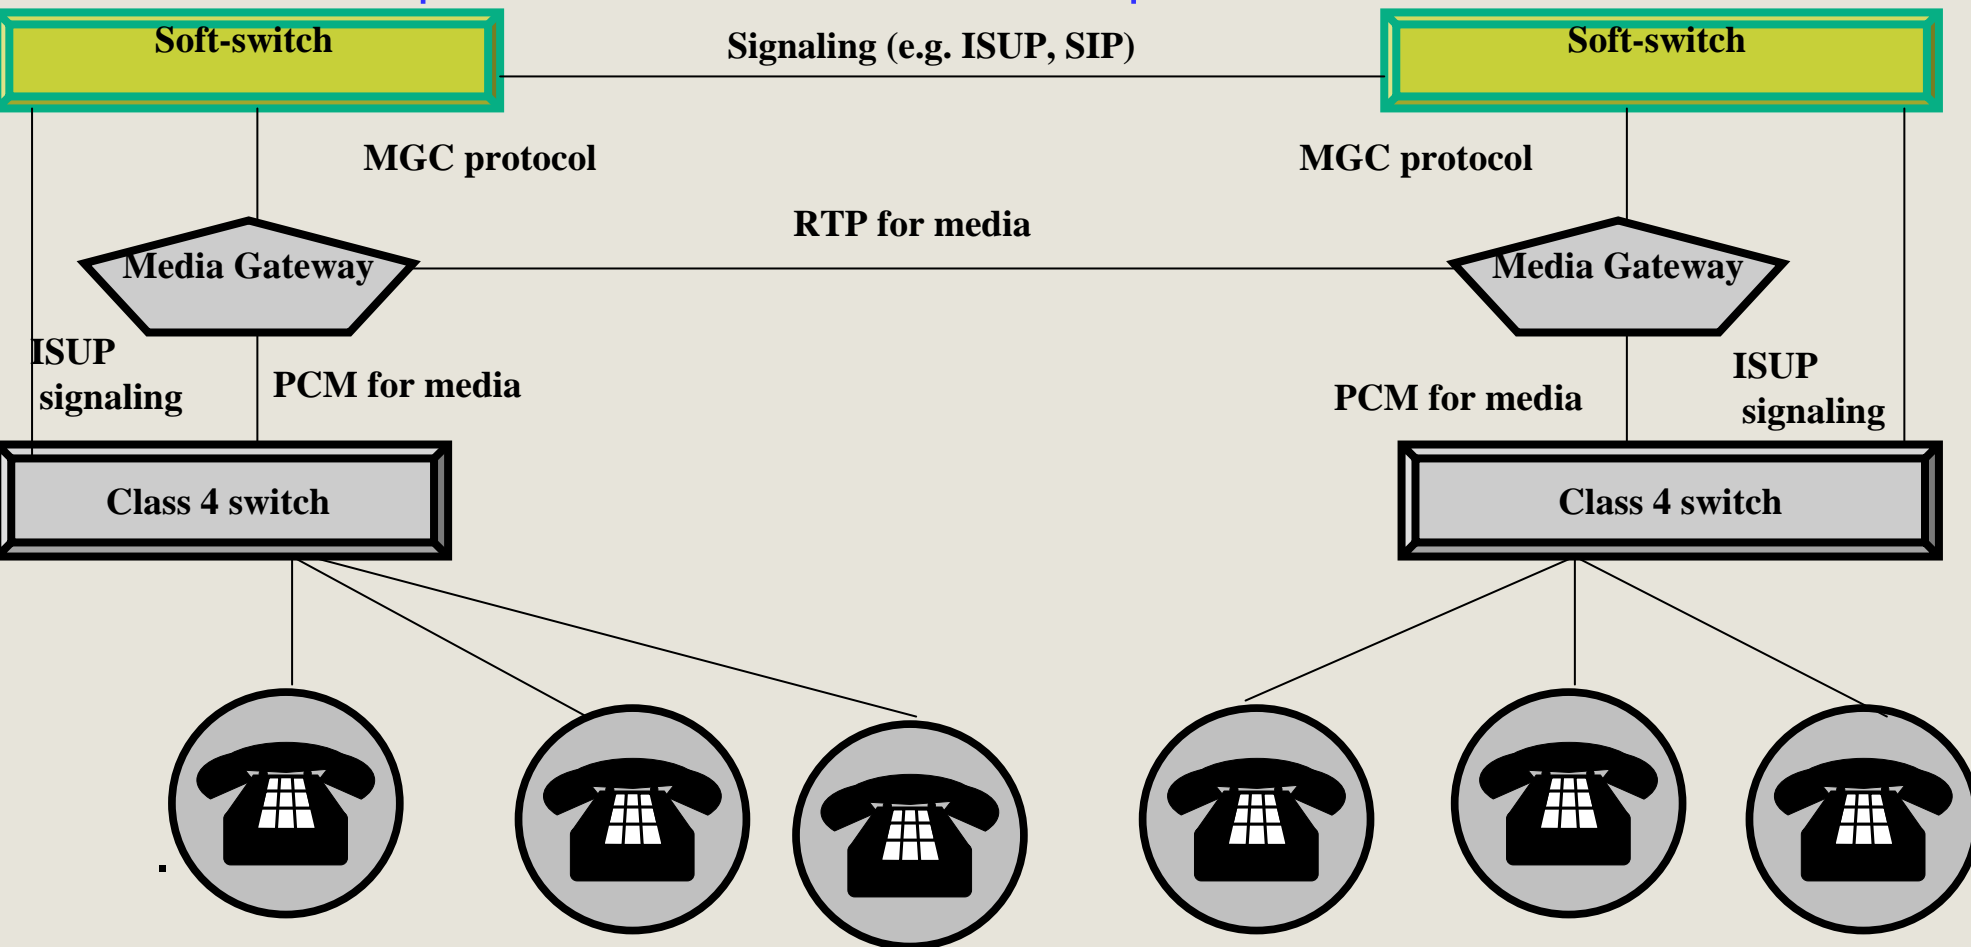 Soft-switch
Signaling (e.g. ISUP, SIP)
Soft-switch
MGC protocol
MGC protocol
RTP for media
Media Gateway
Media Gateway
ISUP
signaling
PCM for media
PCM for media
ISUP
signaling
Class 4 switch
Class 4 switch